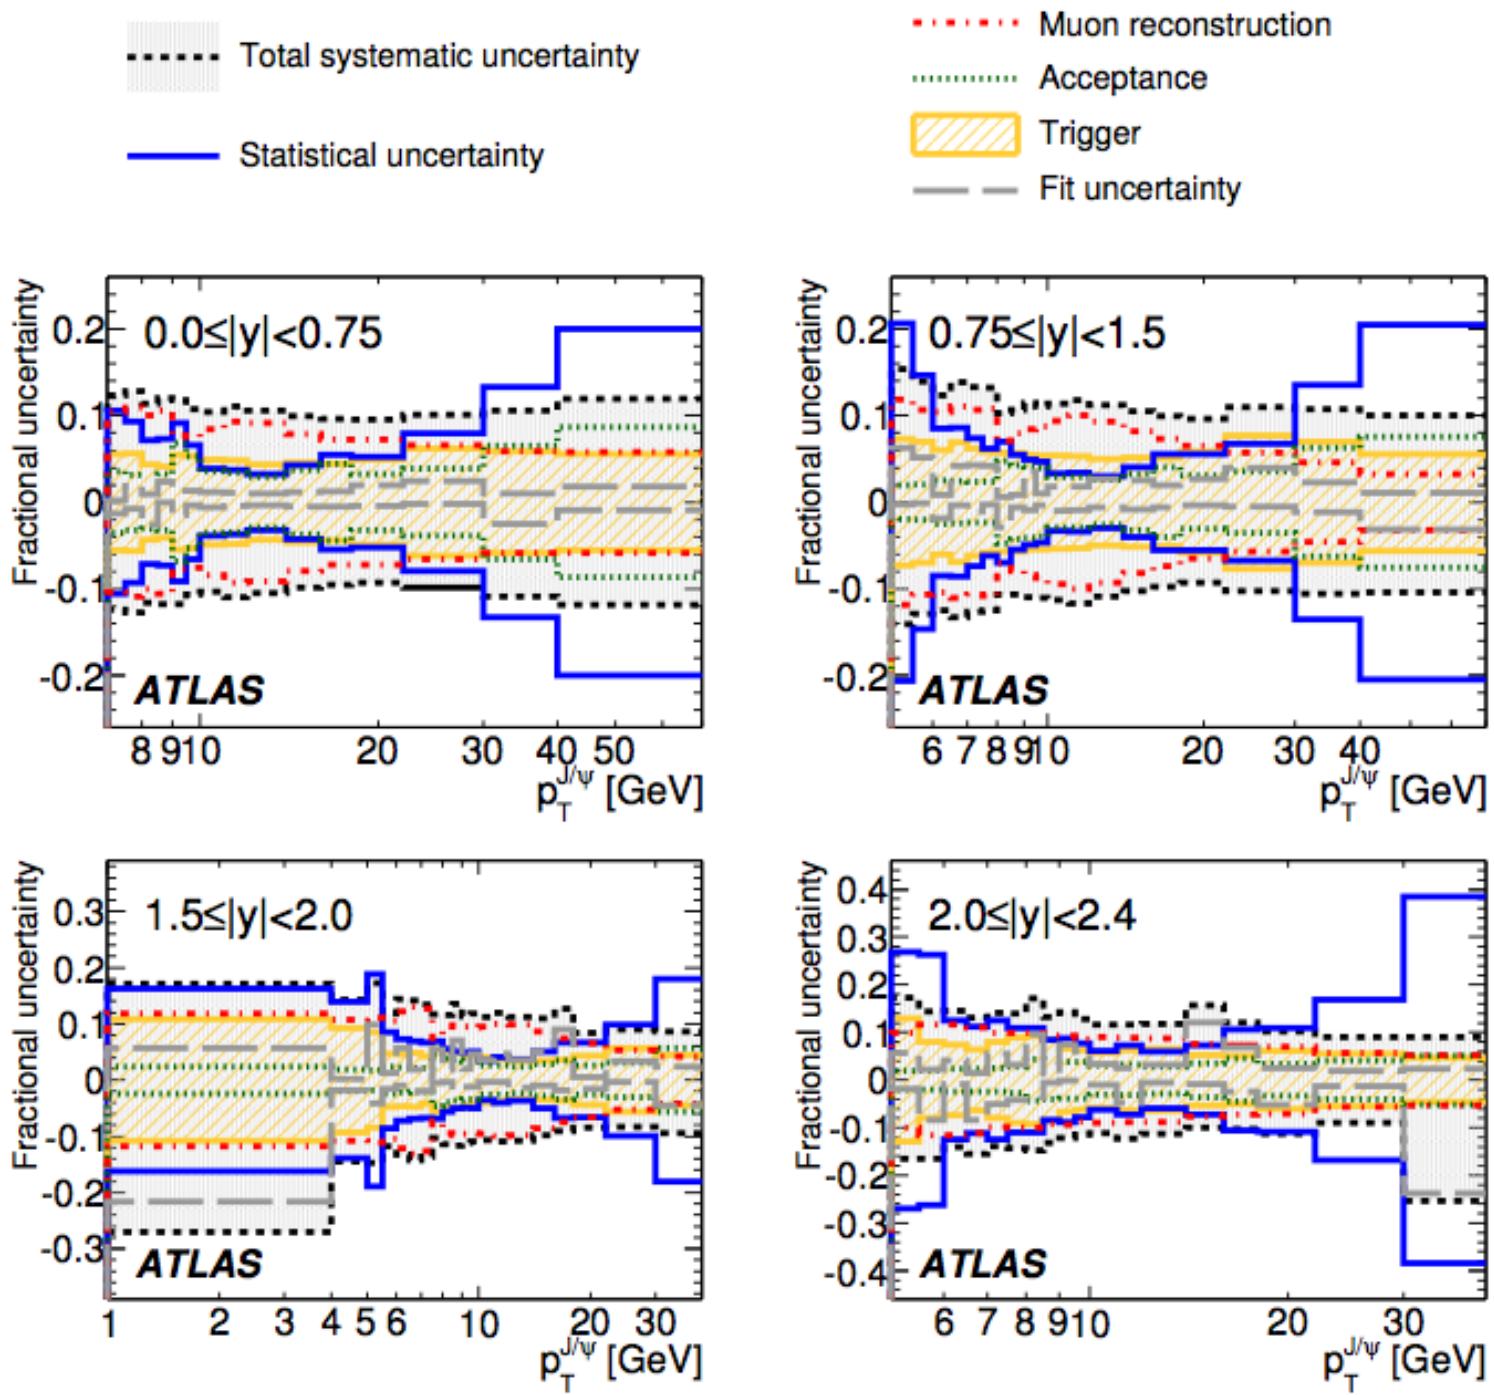 Total systematic uncertainty
Statistical uncertainty
Muon reconstruction
Acceptance
Trigger
Fit uncertainty
Fractional uncertainty
0.2
0.1
0
-0.1
-0.2
0.0≤|y|<0.75
ATLAS
8 9 10 20 30 40 50
p_T^{J/ψ} [GeV]
Fractional uncertainty
0.2
0.1
0
-0.1
-0.2
0.75≤|y|<1.5
ATLAS
6 7 8 9 10 20 30 40
p_T^{J/ψ} [GeV]
Fractional uncertainty
0.3
0.2
0.1
0
-0.1
-0.2
-0.3
1.5≤|y|<2.0
ATLAS
1 2 3 4 5 6 10 20 30
p_T^{J/ψ} [GeV]
Fractional uncertainty
0.4
0.3
0.2
0.1
0
-0.1
-0.2
-0.3
-0.4
2.0≤|y|<2.4
ATLAS
6 7 8 9 10 20 30
p_T^{J/ψ} [GeV]